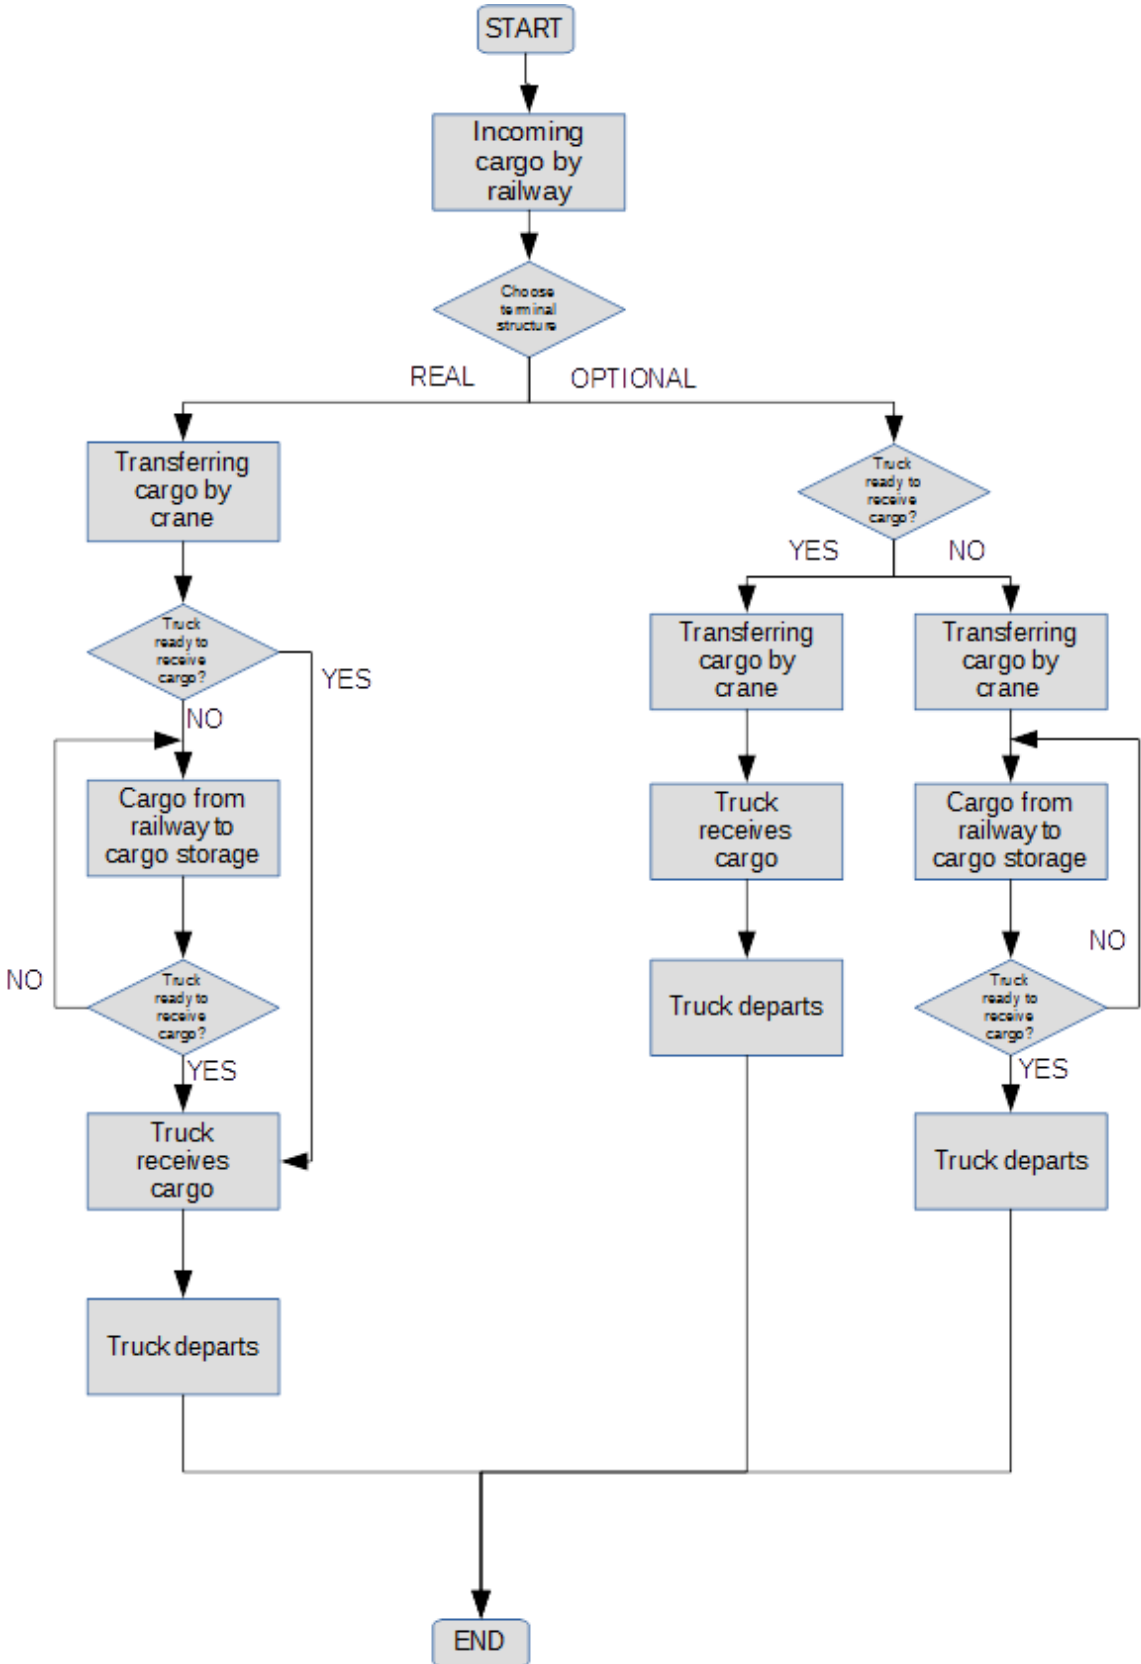 START
Incoming
cargo by
railway
Choose
terminal
structure
REAL
OPTIONAL
Transferring
cargo by
crane
Truck
ready to
receive
cargo?
YES
NO
Truck
ready to
receive
cargo?
YES
NO
Transferring
cargo by
crane
Transferring
cargo by
crane
Cargo from
railway to
cargo storage
Truck
receives
cargo
Cargo from
railway to
cargo storage
NO
Truck
ready to
receive
cargo?
YES
Truck departs
Truck
ready to
receive
cargo?
NO
YES
Truck
receives
cargo
Truck departs
Truck departs
END